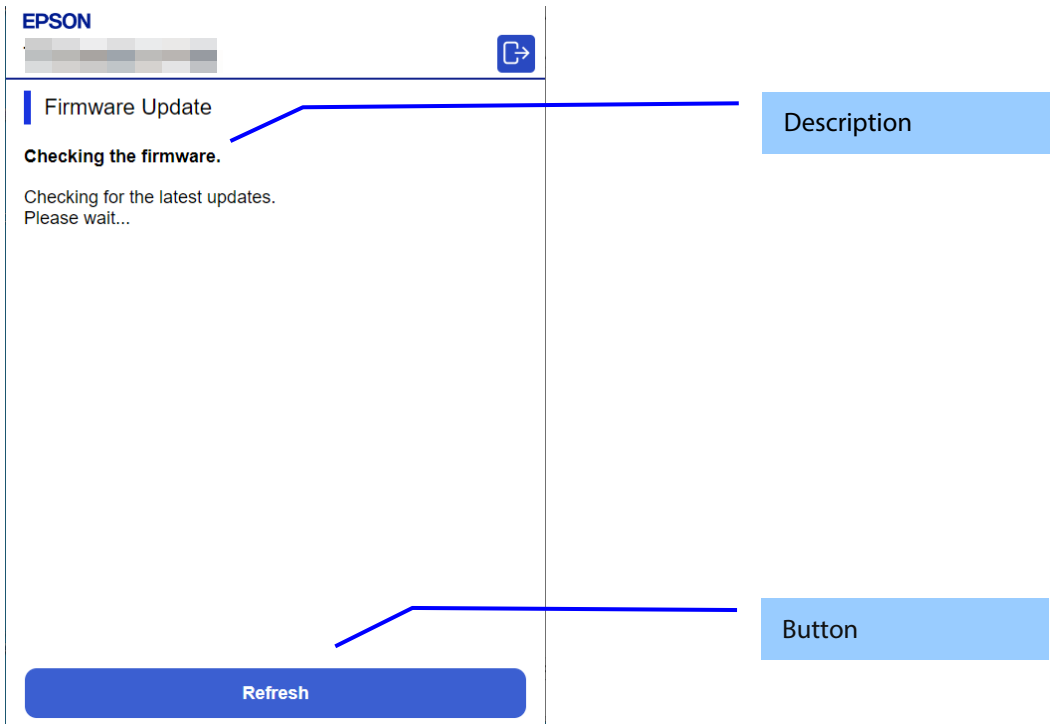 EPSON
Firmware Update
Description
Checking the firmware.
Checking for the latest updates.
Please wait...
Button
Refresh